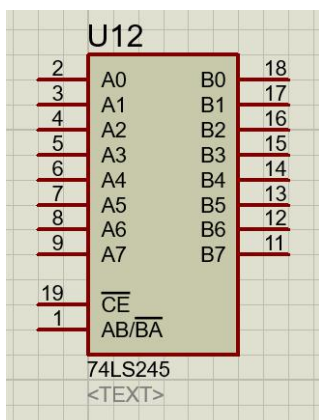 U12
2 A0 B0 18
3 A1 B1 17
4 A2 B2 16
5 A3 B3 15
6 A4 B4 14
7 A5 B5 13
8 A6 B6 12
9 A7 B7 11
19 C̅E̅
1 AB/B̅A̅
74LS245
<TEXT>